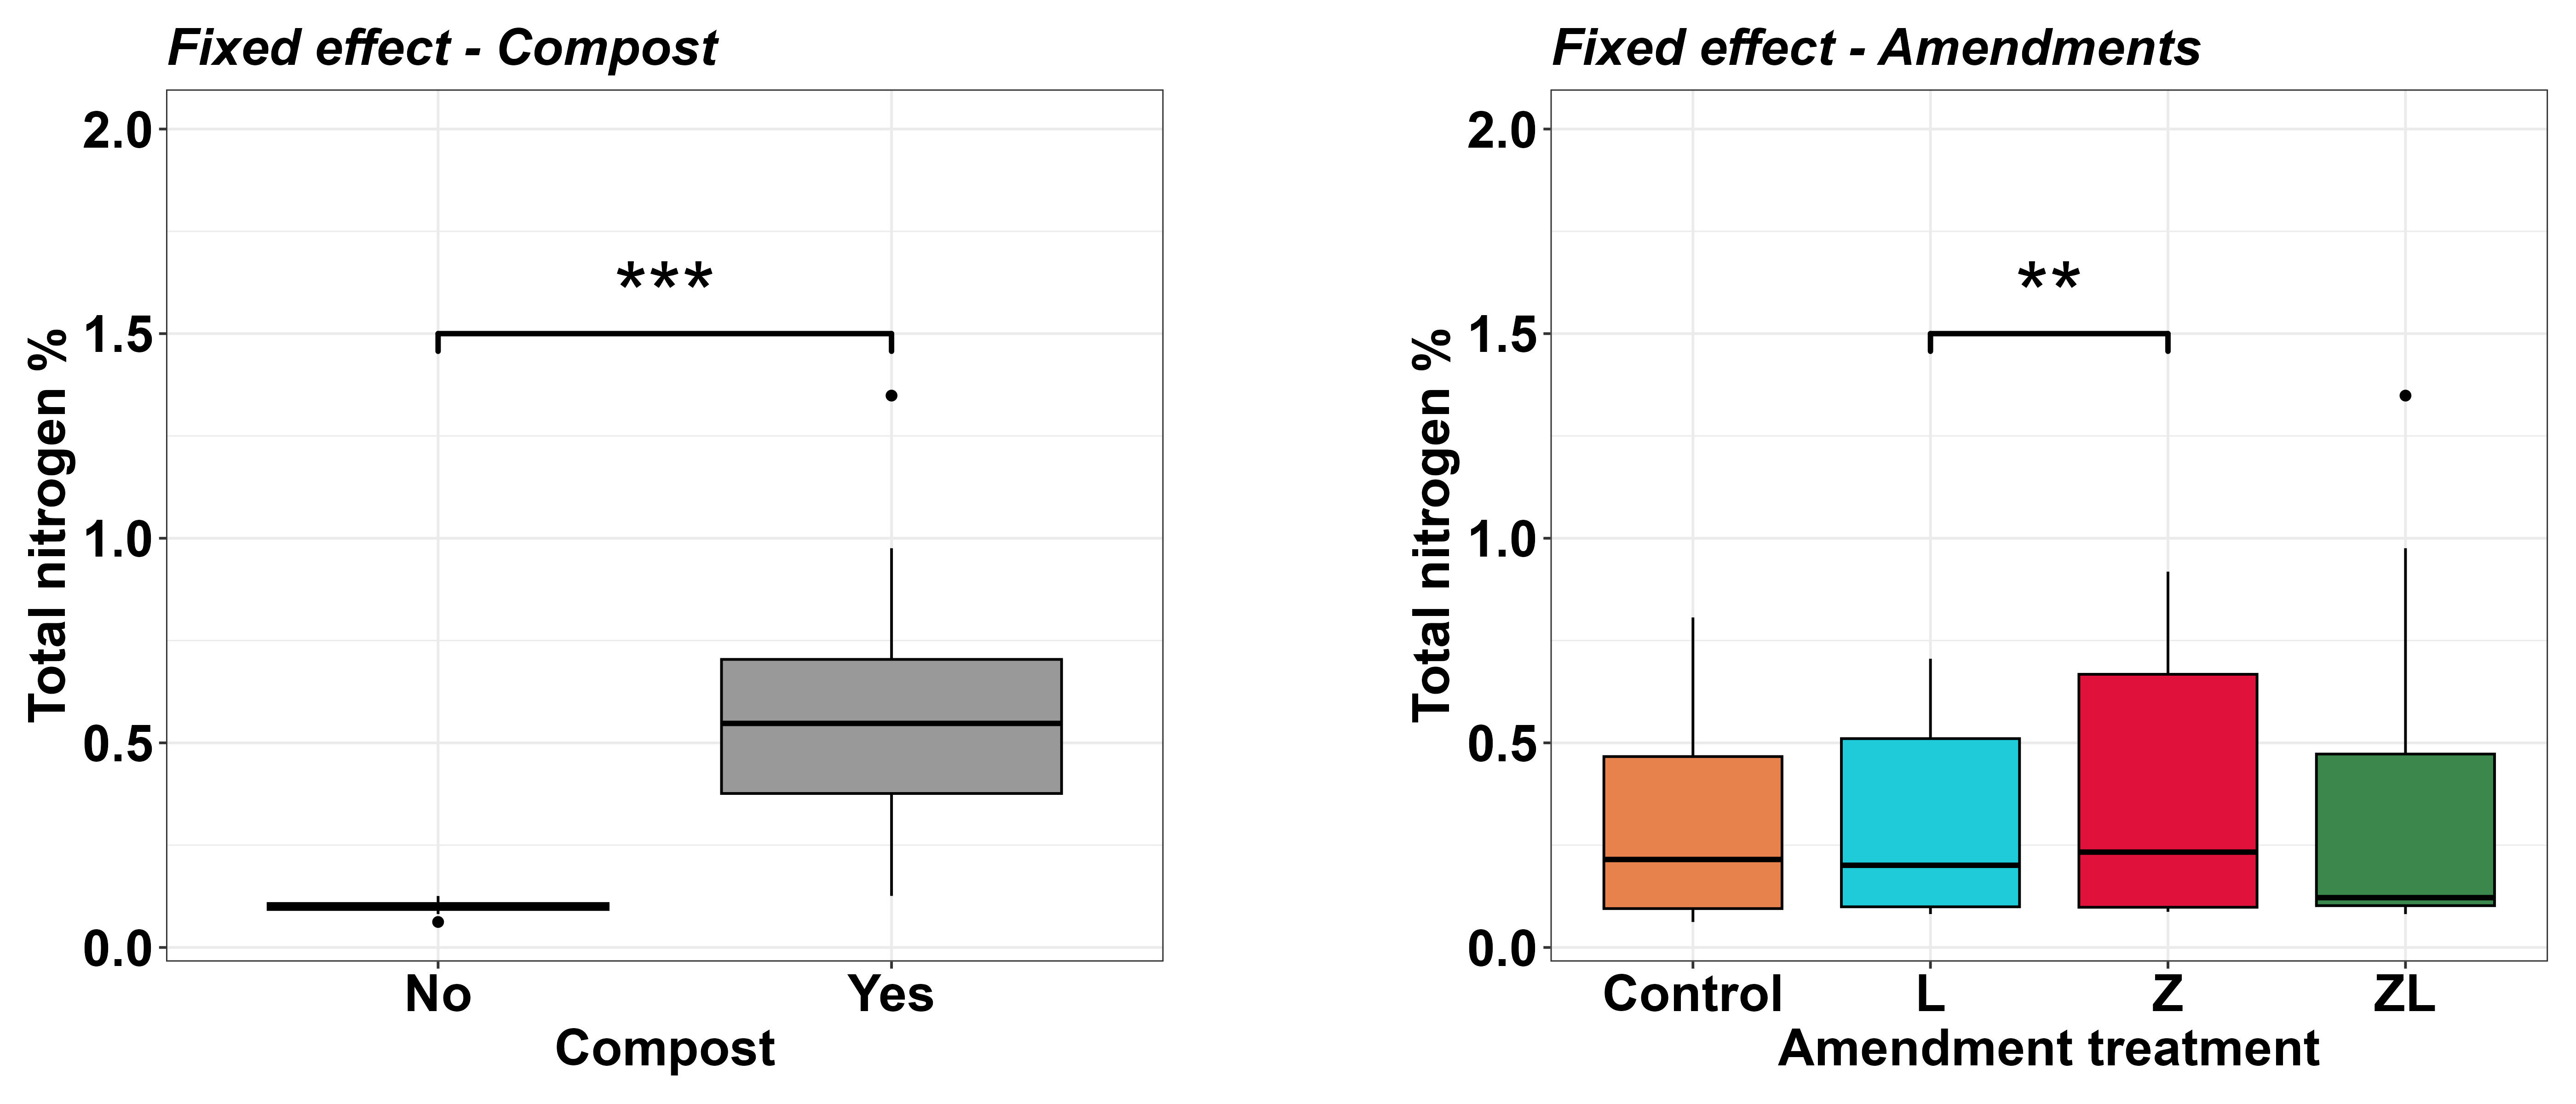 Fixed effect - Compost
2.0
1.5
1.0
0.5
0.0
Total nitrogen %
***
No
Yes
Compost
Fixed effect - Amendments
2.0
1.5
1.0
0.5
0.0
Total nitrogen %
**
Control
L
Z
ZL
Amendment treatment